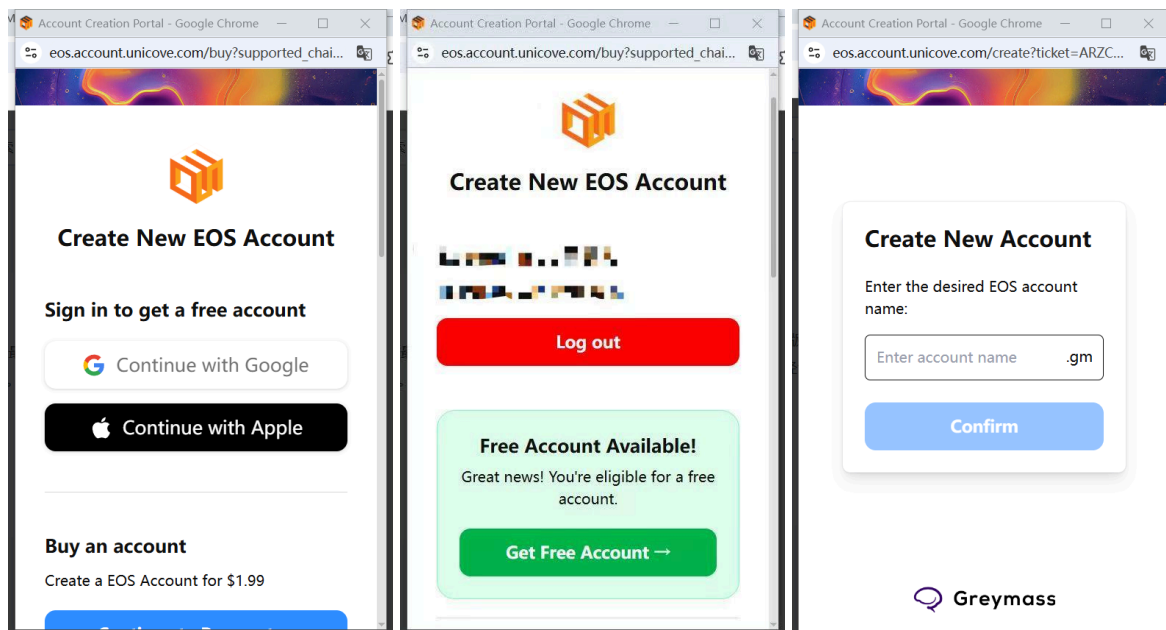 Account Creation Portal - Google Chrome
eos.account.unicove.com/buy?supported_chai...
Create New EOS Account
Sign in to get a free account
Continue with Google
Continue with Apple
Buy an account
Create a EOS Account for $1.99
Account Creation Portal - Google Chrome
eos.account.unicove.com/buy?supported_chai...
Create New EOS Account
Log out
Free Account Available!
Great news! You're eligible for a free
account.
Get Free Account →
Account Creation Portal - Google Chrome
eos.account.unicove.com/create?ticket=ARZC...
Create New Account
Enter the desired EOS account
name:
Enter account name .gm
Confirm
Greymass